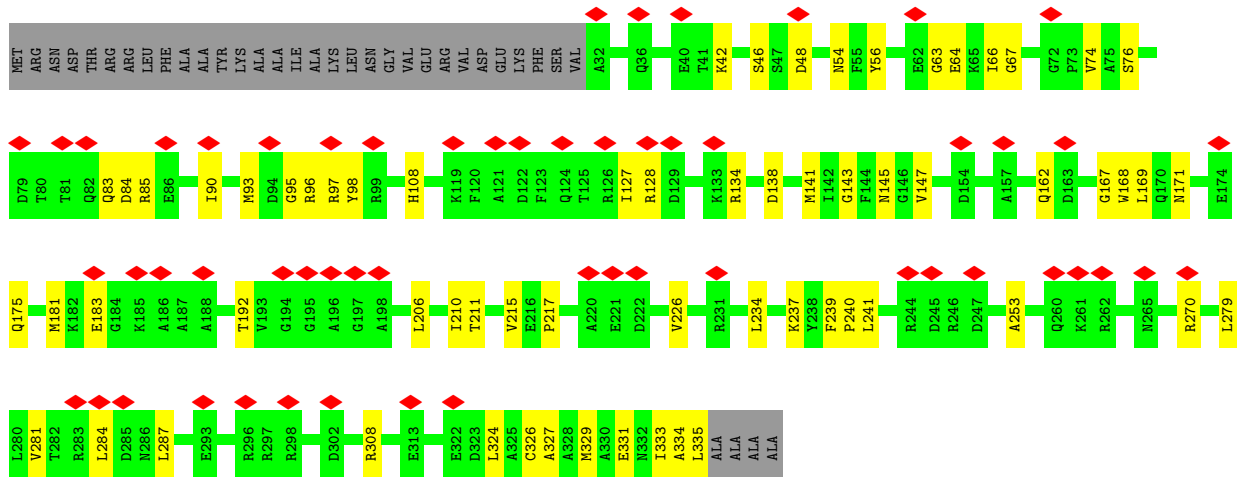 MET ARG ASN ASP THR ARG ARG LEU PHE ALA ALA TYR LYS ALA ALA ILE ALA LYS LEU ASN GLY VAL GLU ARG VAL ASP GLU LYS PHE SER VAL A32 Q36 E40 T41 K42 S46 S47 D48 N54 F55 Y56 E62 G63 E64 K65 I66 G67 G72 P73 V74 A75 S76
D79 T80 T81 Q82 Q83 D84 R85 E86 I90 M93 D94 G95 R96 R97 Y98 R99 H108 K119 F120 A121 D122 F123 Q124 T125 R126 I127 R128 D129 K133 R134 D138 M141 I142 G143 F144 N145 G146 V147 D154 A157 Q162 D163 G167 W168 L169 Q170 N171 E174
Q175 M181 K182 E183 G184 K185 A186 A187 A188 T192 V193 G194 G195 A196 G197 A198 L206 I210 T211 V215 E216 P217 A220 E221 D222 V226 R231 L234 K237 Y238 F239 P240 L241 R244 D245 R246 D247 A253 Q260 K261 R262 N265 R270 L279
L280 V281 T282 R283 L284 D285 N286 L287 E293 R296 R297 R298 D302 R308 E313 E322 D323 L324 A325 C326 A327 A328 M329 A330 E331 N332 I333 A334 L335 ALA ALA ALA ALA